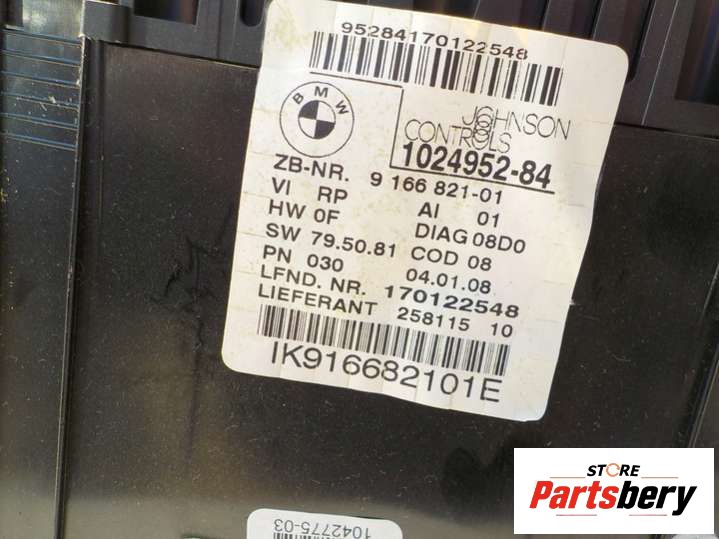 95284170122548
BMW
JOHNSON
CONTROLS
1024952-84
ZB-NR. 9 166 821-01
VI RP AI 01
HW 0F DIAG 08D0
SW 79.50.81 COD 08
PN 030 04.01.08
LFND. NR. 170122548
LIEFERANT 258115 10
IK916682101E
1042775-03
STORE
Partsbery